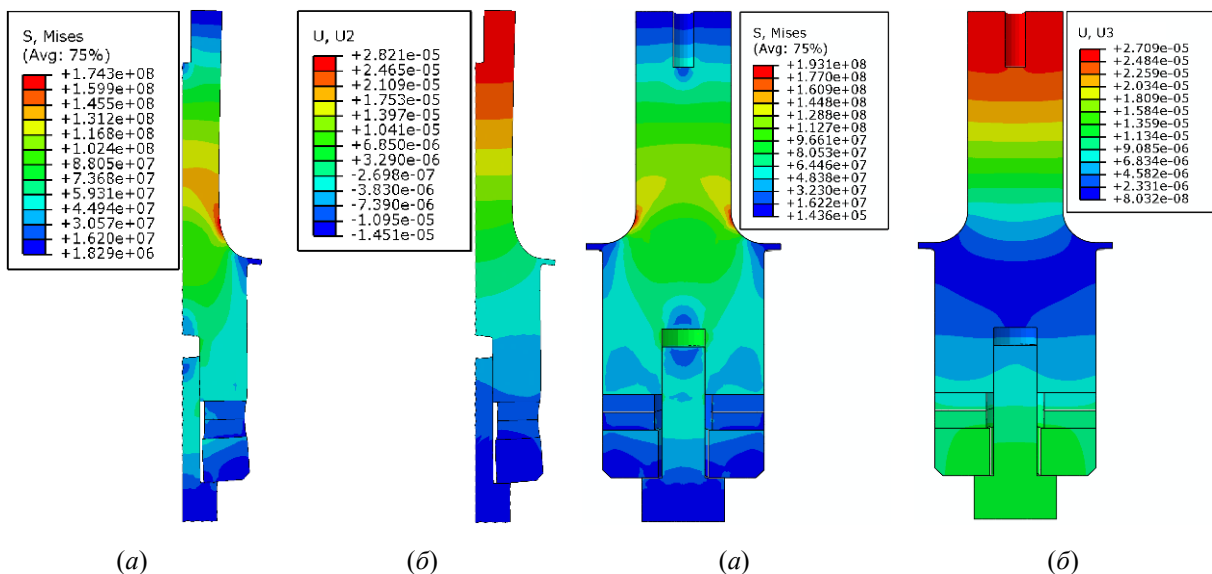 S, Mises
(Avg: 75%)
+1.743e+08
+1.599e+08
+1.455e+08
+1.312e+08
+1.168e+08
+1.024e+08
+8.805e+07
+7.368e+07
+5.931e+07
+4.494e+07
+3.057e+07
+1.620e+07
+1.829e+06
U, U2
+2.821e-05
+2.465e-05
+2.109e-05
+1.753e-05
+1.397e-05
+1.041e-05
+6.850e-06
+3.290e-06
-2.698e-07
-3.830e-06
-7.390e-06
-1.095e-05
-1.451e-05
S, Mises
(Avg: 75%)
+1.931e+08
+1.770e+08
+1.609e+08
+1.448e+08
+1.288e+08
+1.127e+08
+9.661e+07
+8.053e+07
+6.446e+07
+4.838e+07
+3.230e+07
+1.622e+07
+1.436e+05
U, U3
+2.709e-05
+2.484e-05
+2.259e-05
+2.034e-05
+1.809e-05
+1.584e-05
+1.359e-05
+1.134e-05
+9.085e-06
+6.834e-06
+4.582e-06
+2.331e-06
+8.032e-08
(а) (б) (а) (б)